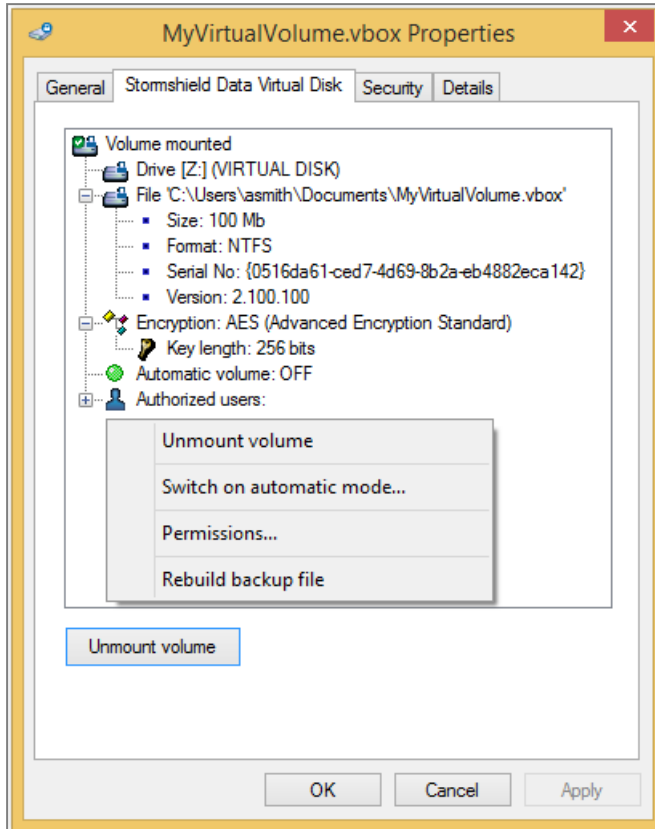 MyVirtualVolume.vbox Properties
General Stormshield Data Virtual Disk Security Details
Volume mounted
Drive [Z:] (VIRTUAL DISK)
File 'C:\Users\asmith\Documents\MyVirtualVolume.vbox'
Size: 100 Mb
Format: NTFS
Serial No: {0516da61-ced7-4d69-8b2a-eb4882eca142}
Version: 2.100.100
Encryption: AES (Advanced Encryption Standard)
Key length: 256 bits
Automatic volume: OFF
Authorized users:
Unmount volume
Switch on automatic mode...
Permissions...
Rebuild backup file
Unmount volume
OK Cancel Apply